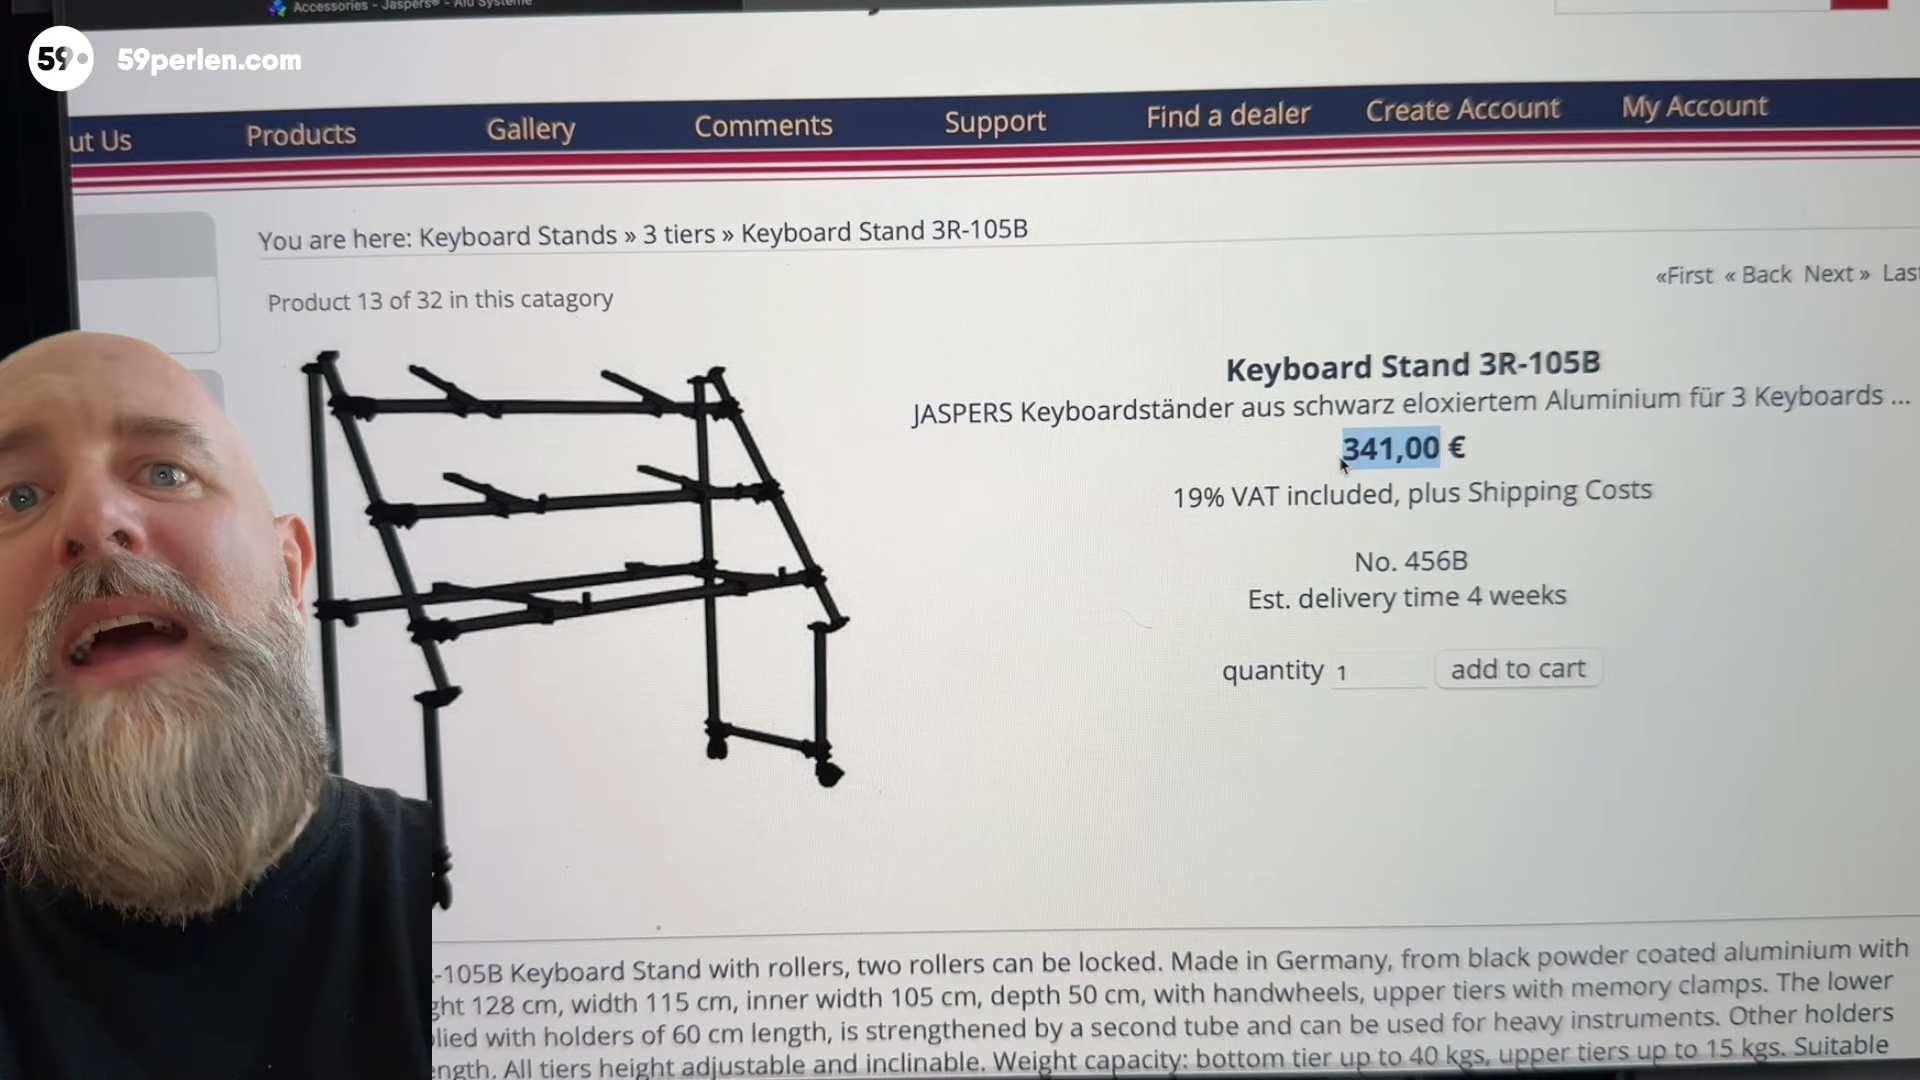 Accessories - Jaspers® - Alu Systeme
59
59perlen.com
ut Us
Products
Gallery
Comments
Support
Find a dealer
Create Account
My Account
You are here: Keyboard Stands » 3 tiers » Keyboard Stand 3R-105B
«First « Back Next » Las
Product 13 of 32 in this catagory
Keyboard Stand 3R-105B
JASPERS Keyboardständer aus schwarz eloxiertem Aluminium für 3 Keyboards ...
341,00 €
19% VAT included, plus Shipping Costs
No. 456B
Est. delivery time 4 weeks
quantity 1 add to cart
-105B Keyboard Stand with rollers, two rollers can be locked. Made in Germany, from black powder coated aluminium with
ght 128 cm, width 115 cm, inner width 105 cm, depth 50 cm, with handwheels, upper tiers with memory clamps. The lower
lied with holders of 60 cm length, is strengthened by a second tube and can be used for heavy instruments. Other holders
ength. All tiers height adjustable and inclinable. Weight capacity: bottom tier up to 40 kgs, upper tiers up to 15 kgs. Suitable